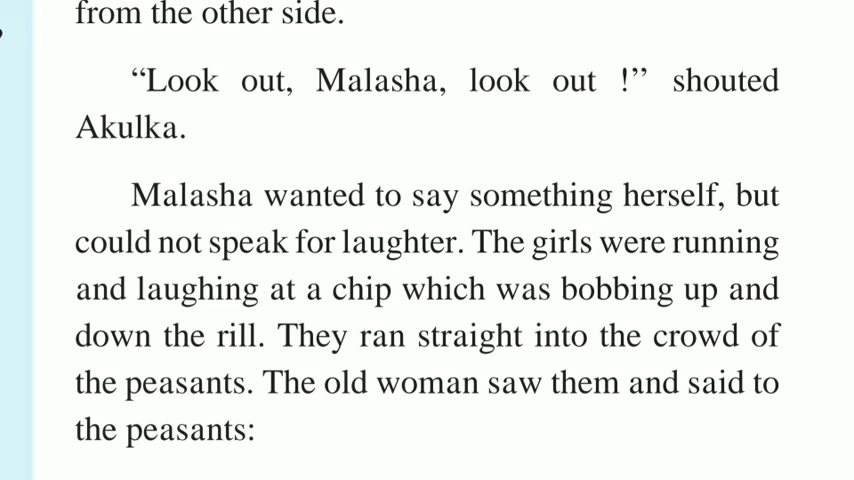 from the other side.
“Look out, Malasha, look out !” shouted
Akulka.
Malasha wanted to say something herself, but
could not speak for laughter. The girls were running
and laughing at a chip which was bobbing up and
down the rill. They ran straight into the crowd of
the peasants. The old woman saw them and said to
the peasants: